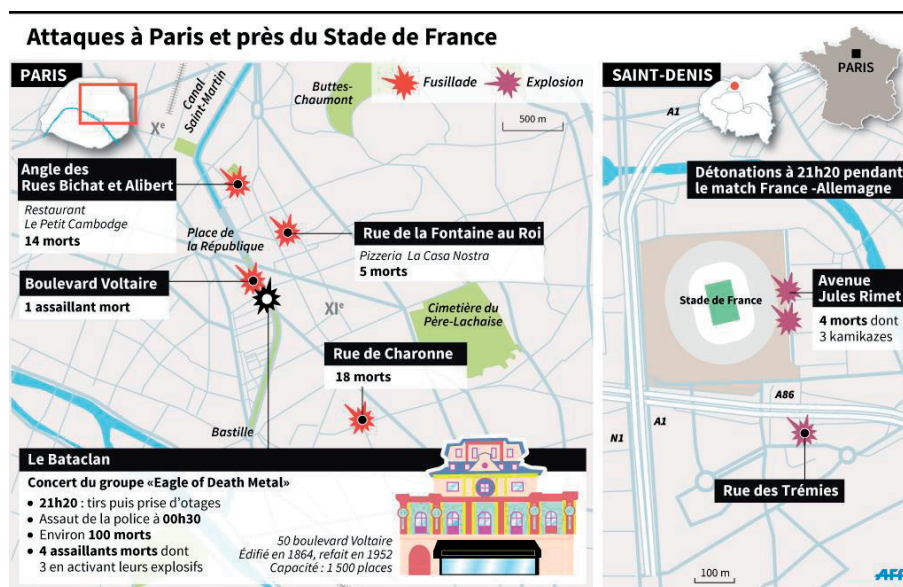 Attaques à Paris et près du Stade de France
PARIS
Xe
Canal
Saint-Martin
Buttes-
Chaumont
Fusillade
Explosion
500 m
Angle des
Rues Bichat et Alibert
Restaurant
Le Petit Cambodge
14 morts
Place de
la République
Rue de la Fontaine au Roi
Pizzeria La Casa Nostra
5 morts
Boulevard Voltaire
1 assaillant mort
XIe
Cimetière du
Père-Lachaise
Rue de Charonne
18 morts
Bastille
Le Bataclan
Concert du groupe «Eagle of Death Metal»
• 21h20 : tirs puis prise d'otages
• Assaut de la police à 00h30
• Environ 100 morts
• 4 assaillants morts dont
3 en activant leurs explosifs
50 boulevard Voltaire
Édifié en 1864, refait en 1952
Capacité : 1 500 places
SAINT-DENIS
PARIS
A1
Détonations à 21h20 pendant
le match France -Allemagne
Stade de France
Avenue
Jules Rimet
4 morts dont
3 kamikazes
A86
N1
A1
Rue des Trémies
100 m
AFP